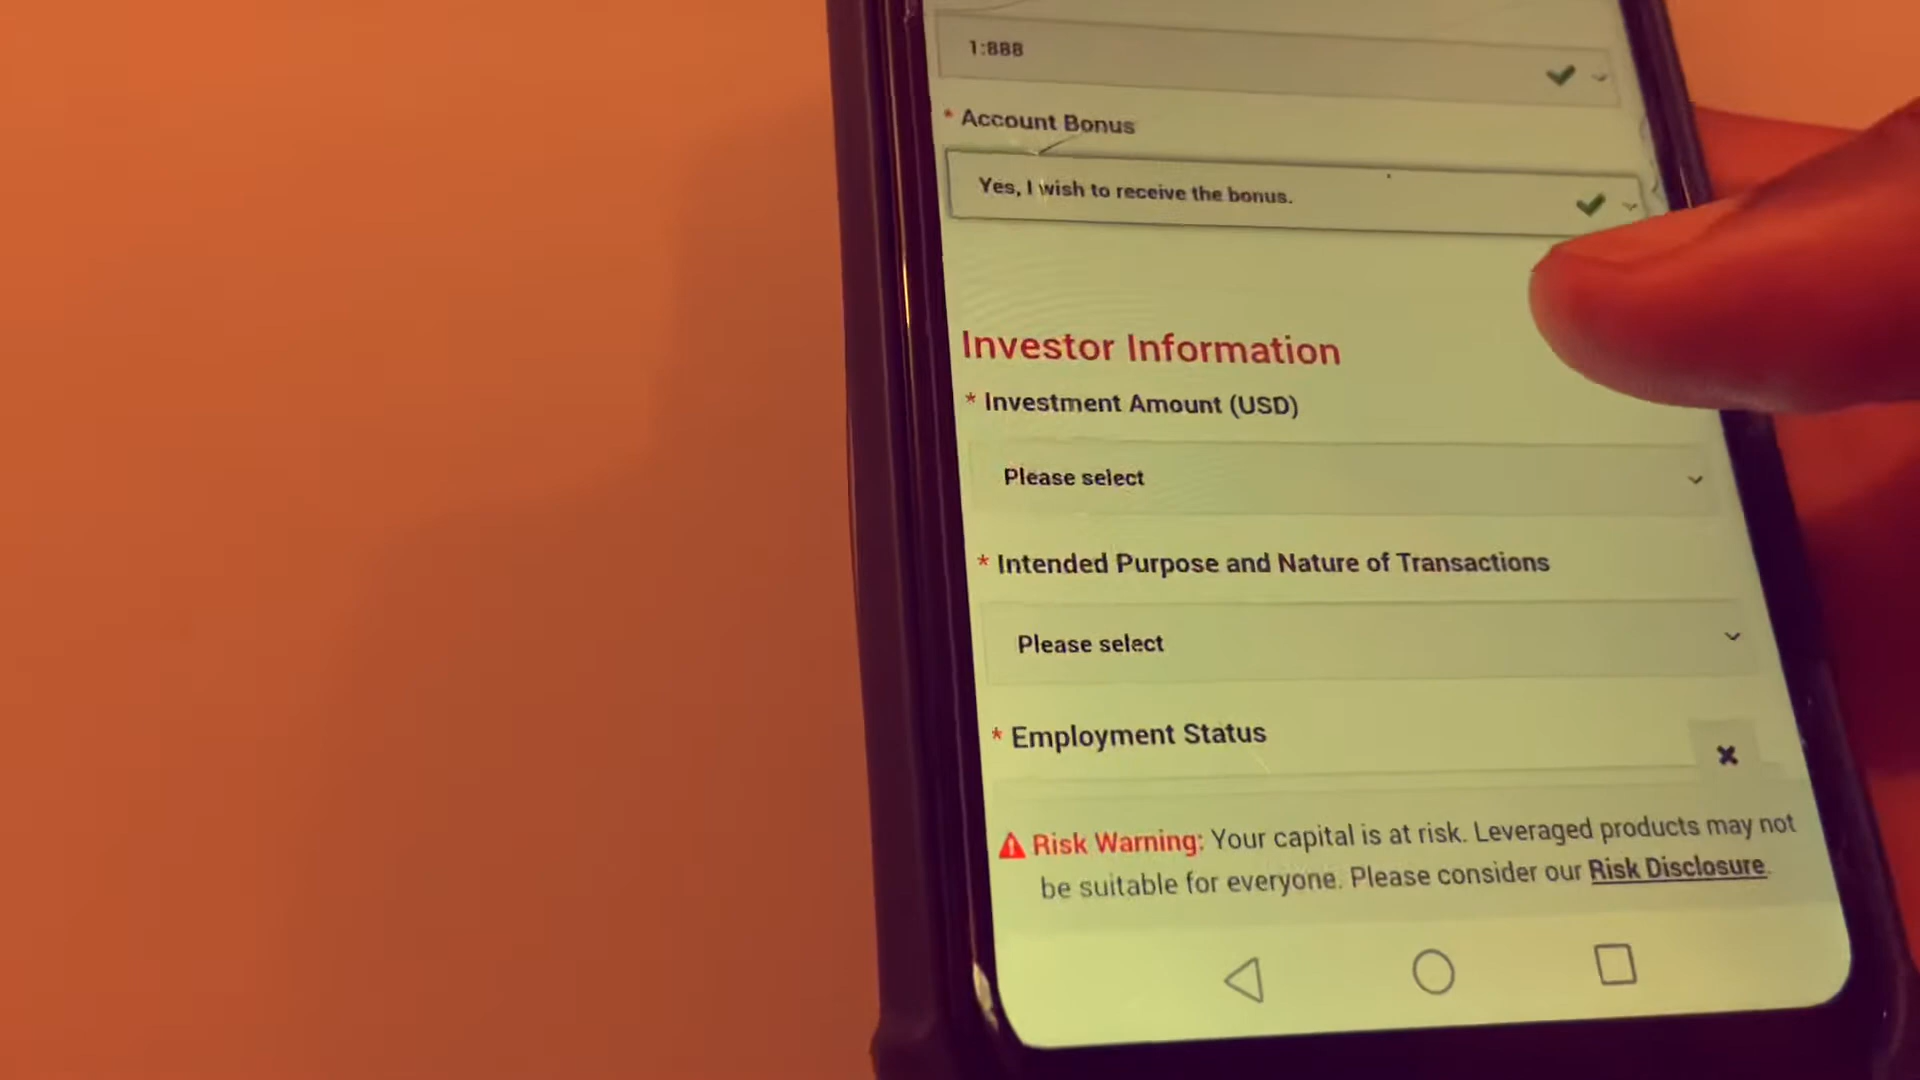 1:888
* Account Bonus
Yes, I wish to receive the bonus.
Investor Information
* Investment Amount (USD)
Please select
* Intended Purpose and Nature of Transactions
Please select
* Employment Status
Risk Warning: Your capital is at risk. Leveraged products may not
be suitable for everyone. Please consider our Risk Disclosure.